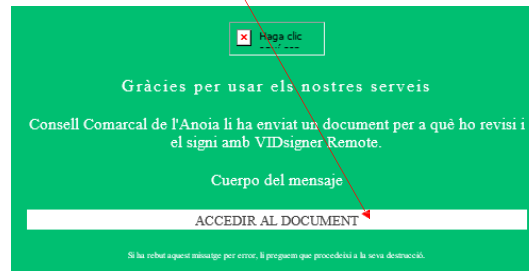 Haga clic
Gràcies per usar els nostres serveis
Consell Comarcal de l'Anoia li ha enviat un document per a què ho revisi i
el signi amb VIDsigner Remote.
Cuerpo del mensaje
ACCEDIR AL DOCUMENT
Si ha rebut aquest missatge per error, li preguem que procedeixi a la seva destrucció.